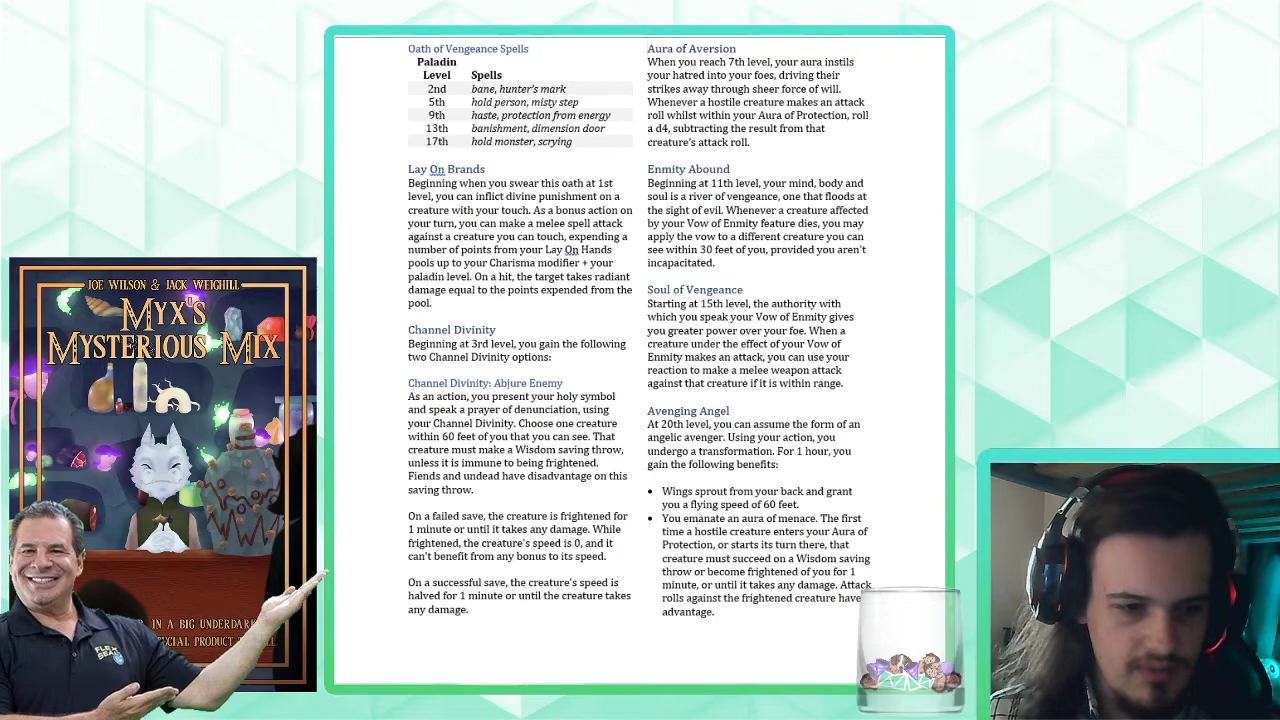 Oath of Vengeance Spells
Paladin
Level Spells
2nd bane, hunter's mark
5th hold person, misty step
9th haste, protection from energy
13th banishment, dimension door
17th hold monster, scrying
Lay On Brands
Beginning when you swear this oath at 1st
level, you can inflict divine punishment on a
creature with your touch. As a bonus action on
your turn, you can make a melee spell attack
against a creature you can touch, expending a
number of points from your Lay On Hands
pools up to your Charisma modifier + your
paladin level. On a hit, the target takes radiant
damage equal to the points expended from the
pool.
Channel Divinity
Beginning at 3rd level, you gain the following
two Channel Divinity options:
Channel Divinity: Abjure Enemy
As an action, you present your holy symbol
and speak a prayer of denunciation, using
your Channel Divinity. Choose one creature
within 60 feet of you that you can see. That
creature must make a Wisdom saving throw,
unless it is immune to being frightened.
Fiends and undead have disadvantage on this
saving throw.
On a failed save, the creature is frightened for
1 minute or until it takes any damage. While
frightened, the creature's speed is 0, and it
can't benefit from any bonus to its speed.
On a successful save, the creature's speed is
halved for 1 minute or until the creature takes
any damage.
Aura of Aversion
When you reach 7th level, your aura instils
your hatred into your foes, driving their
strikes away through sheer force of will.
Whenever a hostile creature makes an attack
roll whilst within your Aura of Protection, roll
a d4, subtracting the result from that
creature's attack roll.
Enmity Abound
Beginning at 11th level, your mind, body and
soul is a river of vengeance, one that floods at
the sight of evil. Whenever a creature affected
by your Vow of Enmity feature dies, you may
apply the vow to a different creature you can
see within 30 feet of you, provided you aren't
incapacitated.
Soul of Vengeance
Starting at 15th level, the authority with
which you speak your Vow of Enmity gives
you greater power over your foe. When a
creature under the effect of your Vow of
Enmity makes an attack, you can use your
reaction to make a melee weapon attack
against that creature if it is within range.
Avenging Angel
At 20th level, you can assume the form of an
angelic avenger. Using your action, you
undergo a transformation. For 1 hour, you
gain the following benefits:
• Wings sprout from your back and grant
you a flying speed of 60 feet.
• You emanate an aura of menace. The first
time a hostile creature enters your Aura of
Protection, or starts its turn there, that
creature must succeed on a Wisdom saving
throw or become frightened of you for 1
minute, or until it takes any damage. Attack
rolls against the frightened creature have
advantage.
JOE WILSON & JACK WEIGHILL
MYX'S
MYSTERIOUS MIX
IN A BIG UNDERDARK
PRODUCT
FLEX
SEAL